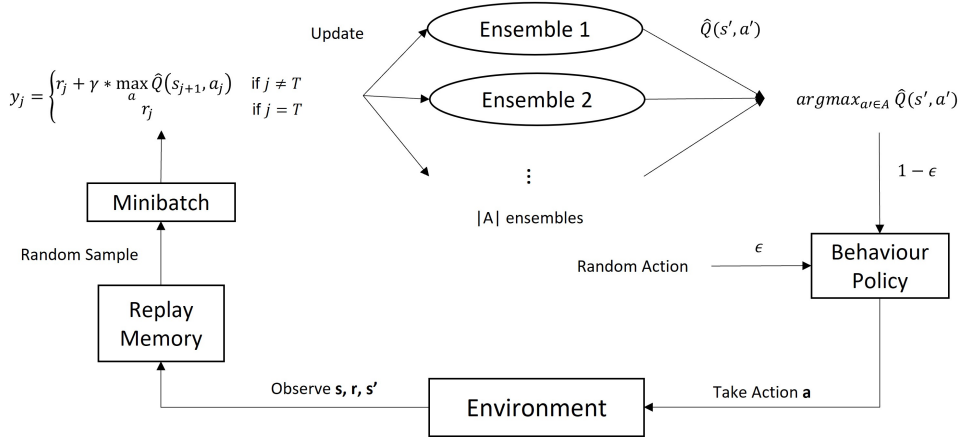 Update
Ensemble 1
Q̂(s′, a′)
y_j = { r_j + γ * max_a Q̂(s_{j+1}, a_j) if j ≠ T
r_j if j = T
Ensemble 2
argmax_{a′∈A} Q̂(s′, a′)
⋮
1 − ϵ
Minibatch
|A| ensembles
Random Sample
Random Action
ϵ
Behaviour
Policy
Replay
Memory
Observe s, r, s′
Environment
Take Action a